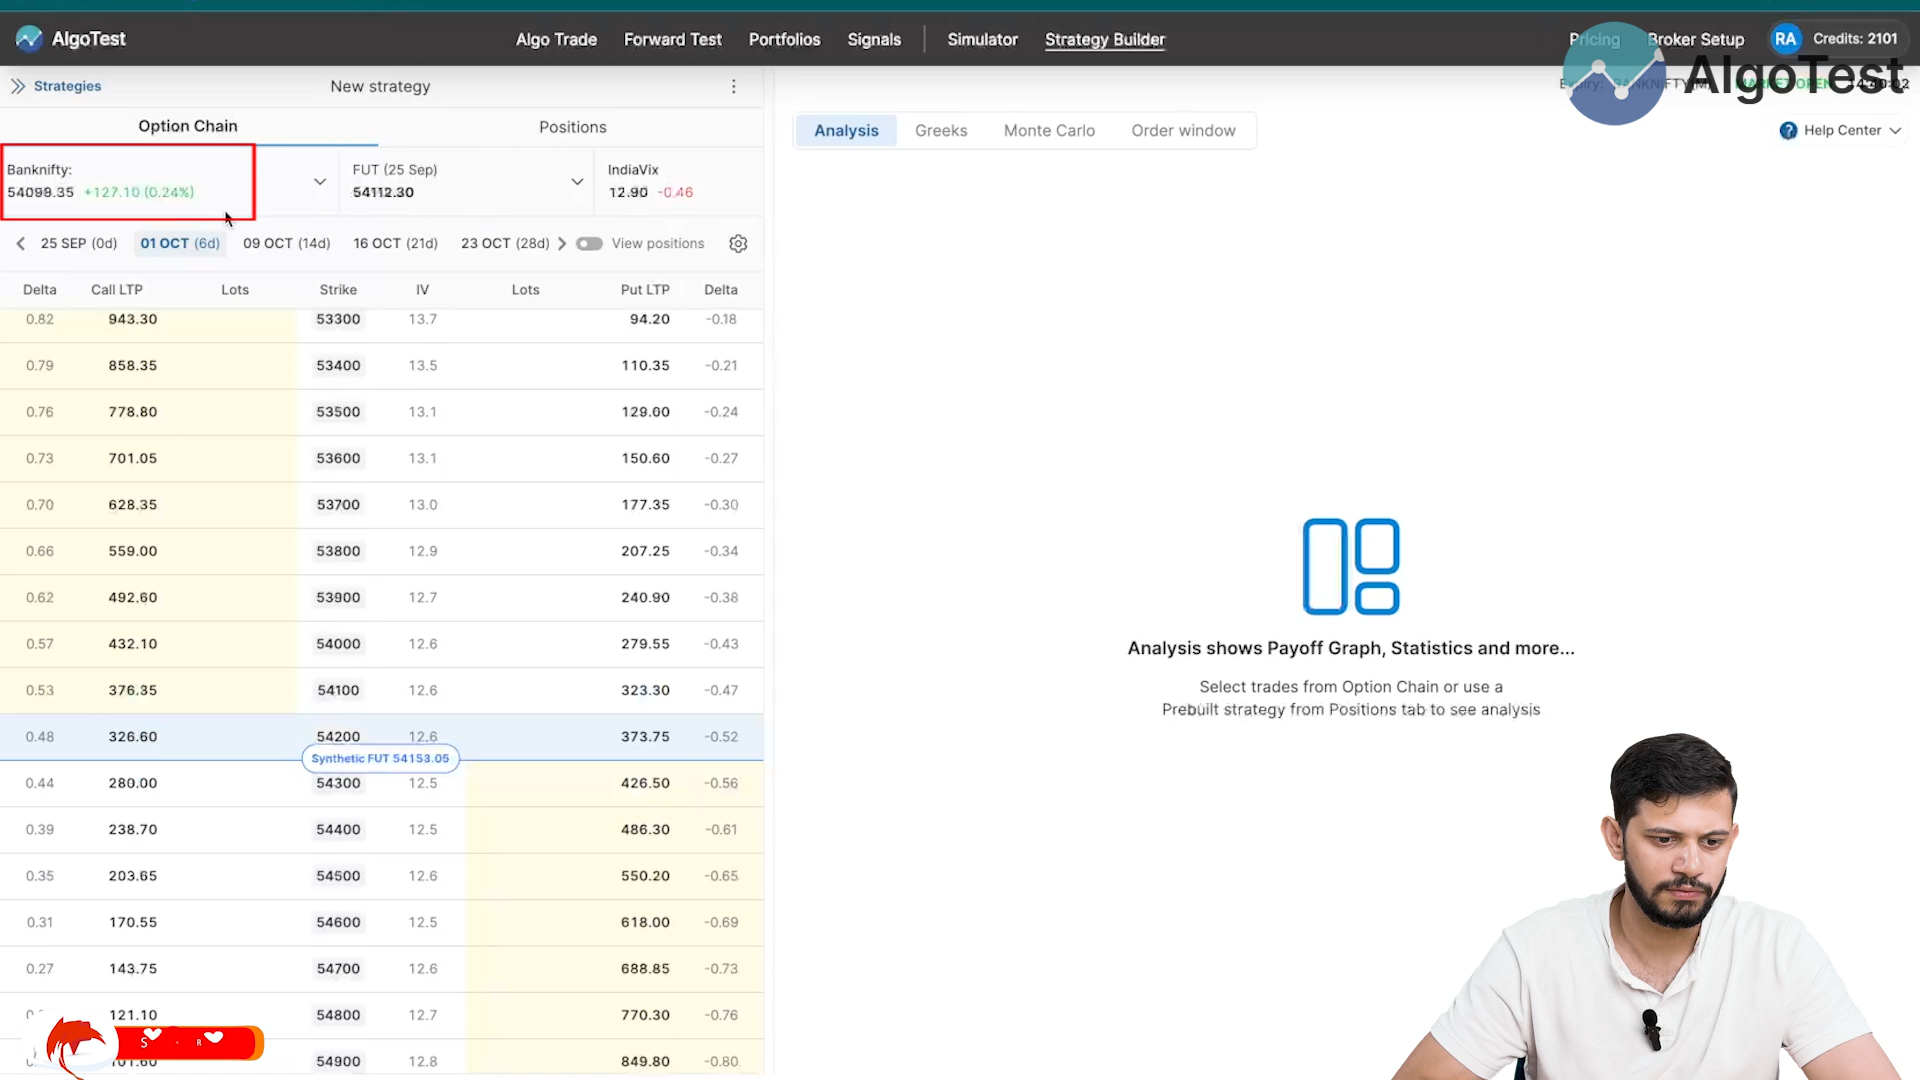 AlgoTest
Algo Trade
Forward Test
Portfolios
Signals
Simulator
Strategy Builder
Pricing
Broker Setup
RA
Credits: 2101
AlgoTest
Strategies
New strategy
MARKET OPEN
Help Center
Option Chain
Positions
Analysis
Greeks
Monte Carlo
Order window
Banknifty:
54098.35 +127.10 (0.24%)
FUT (25 Sep)
54112.30
IndiaVix
12.90 -0.46
25 SEP (0d)
01 OCT (6d)
09 OCT (14d)
16 OCT (21d)
23 OCT (28d)
View positions
Delta Call LTP Lots Strike IV Lots Put LTP Delta
0.82 943.30 53300 13.7 94.20 -0.18
0.79 858.35 53400 13.5 110.35 -0.21
0.76 778.80 53500 13.1 129.00 -0.24
0.73 701.05 53600 13.1 150.60 -0.27
0.70 628.35 53700 13.0 177.35 -0.30
0.66 559.00 53800 12.9 207.25 -0.34
0.62 492.60 53900 12.7 240.90 -0.38
0.57 432.10 54000 12.6 279.55 -0.43
0.53 376.35 54100 12.6 323.30 -0.47
0.48 326.60 54200 12.6 373.75 -0.52
Synthetic FUT 54153.05
0.44 280.00 54300 12.5 426.50 -0.56
0.39 238.70 54400 12.5 486.30 -0.61
0.35 203.65 54500 12.6 550.20 -0.65
0.31 170.55 54600 12.5 618.00 -0.69
0.27 143.75 54700 12.6 688.85 -0.73
121.10 54800 12.7 770.30 -0.76
54900 12.8 849.80 -0.80
Analysis shows Payoff Graph, Statistics and more...
Select trades from Option Chain or use a
Prebuilt strategy from Positions tab to see analysis